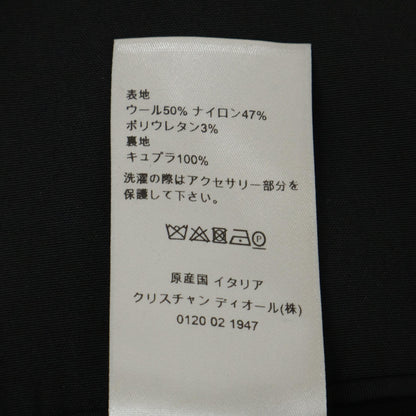 表地
ウール50% ナイロン47%
ポリウレタン3%
裏地
キュプラ100%
洗濯の際はアクセサリー部分を
保護して下さい。
P
原産国 イタリア
クリスチャン ディオール(株)
0120 02 1947